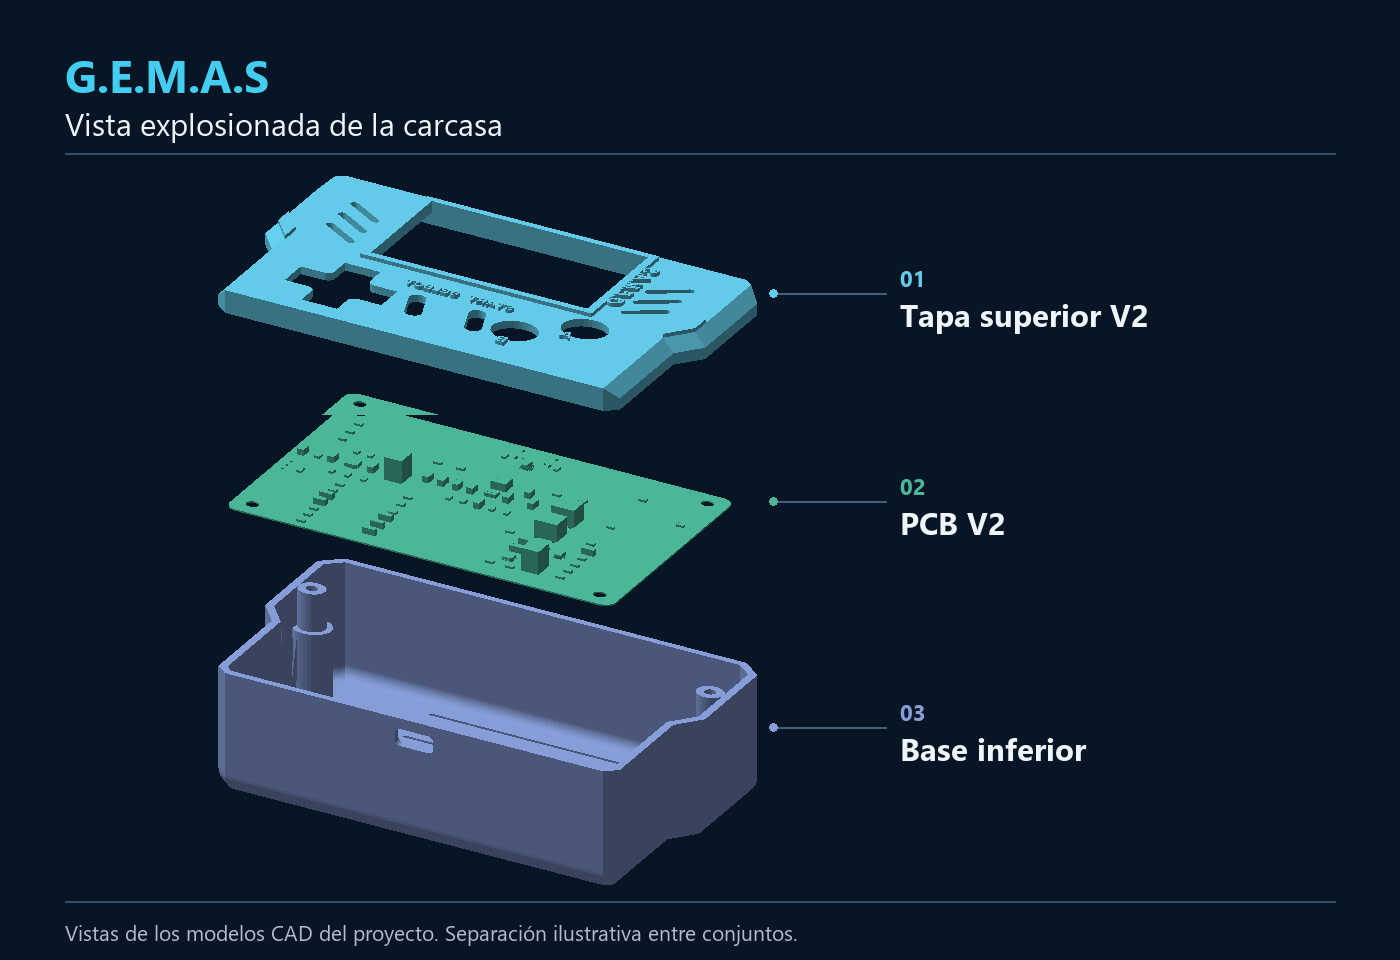 G.E.M.A.S
Vista explosionada de la carcasa
01
Tapa superior V2
02
PCB V2
03
Base inferior
Vistas de los modelos CAD del proyecto. Separación ilustrativa entre conjuntos.